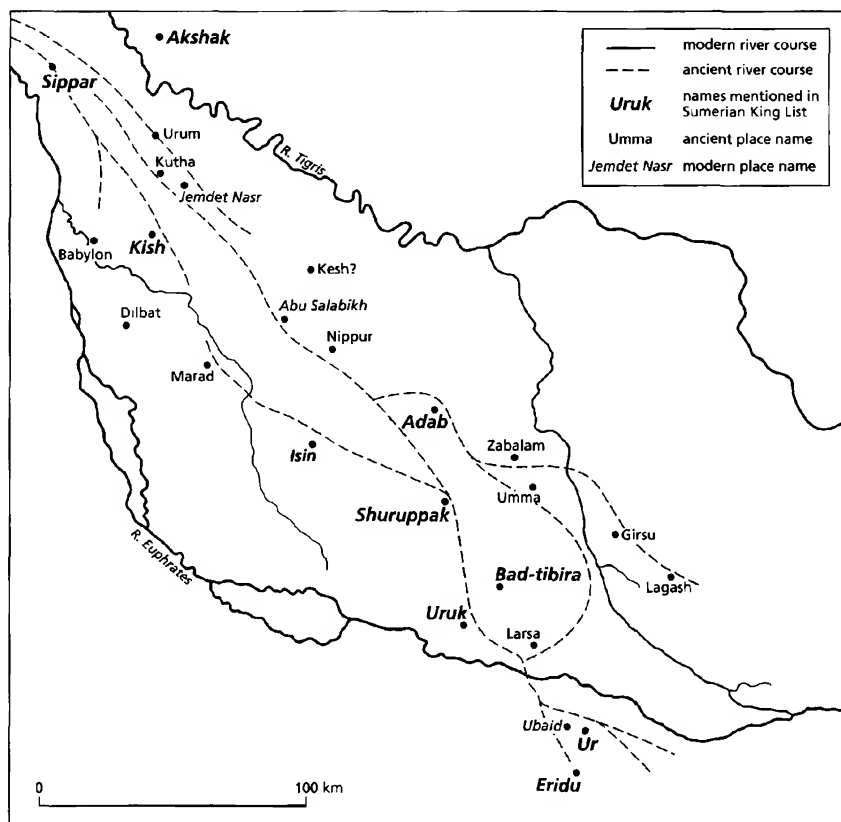 Akshak
modern river course
ancient river course
Uruk names mentioned in
Sumerian King List
Umma ancient place name
Jemdet Nasr modern place name
Sippar
Urum
Kutha
Jemdet Nasr
R. Tigris
Kish
Babylon
Kesh?
Dilbat
Abu Salabikh
Nippur
Marad
Adab
Isin
Zabalam
Umma
Shuruppak
Girsu
R. Euphrates
Bad-tibira
Lagash
Uruk
Larsa
Ubaid
Ur
Eridu
0 100 km